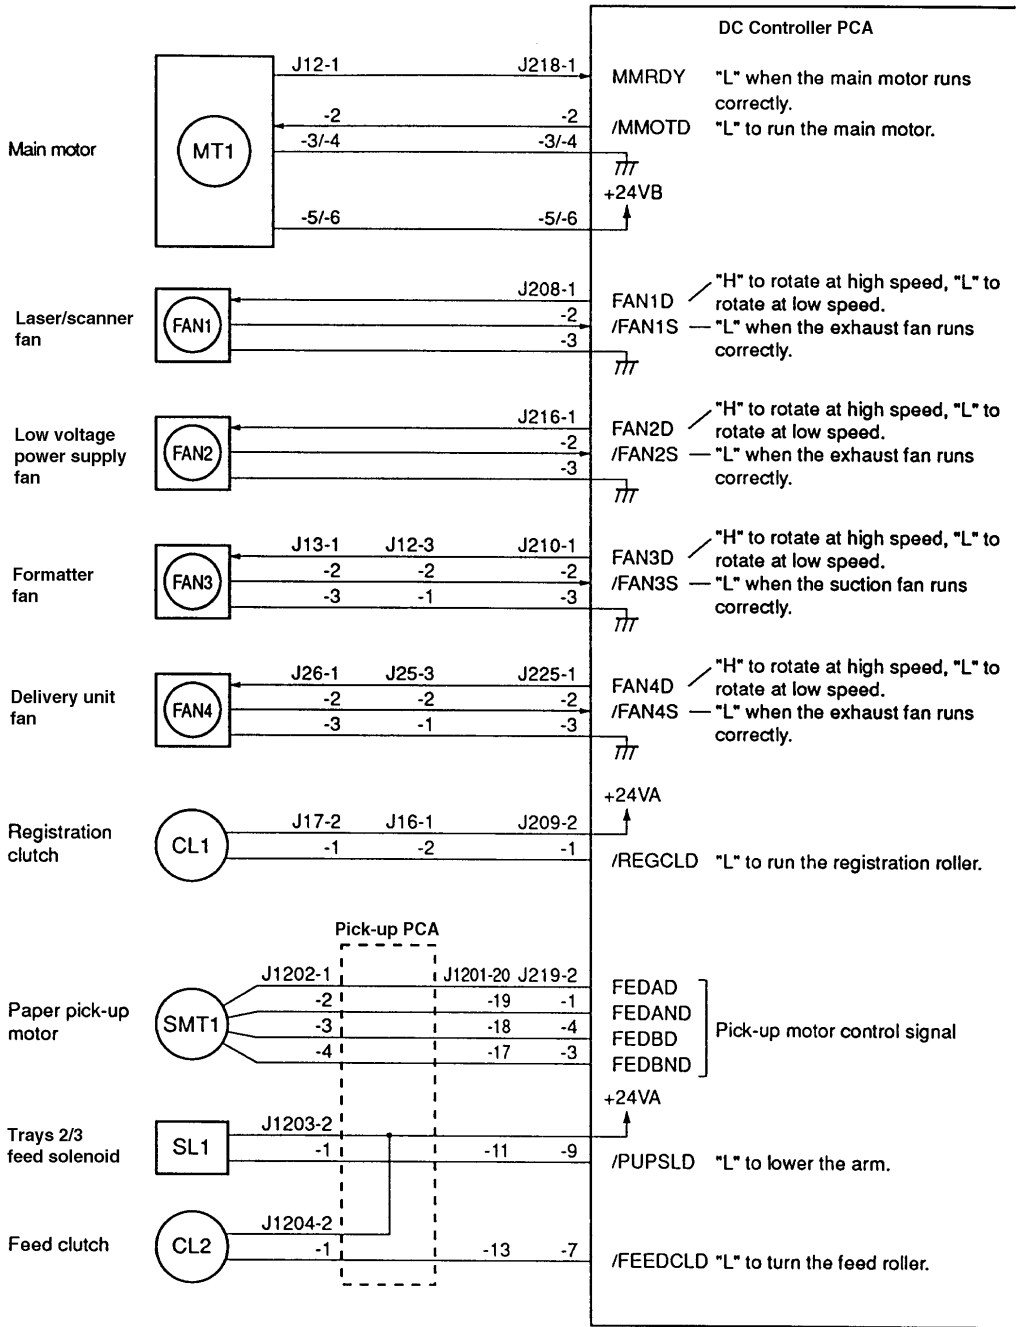 DC Controller PCA
J12-1 J218-1 MMRDY "L" when the main motor runs
correctly.
-2 -2 /MMOTD "L" to run the main motor.
Main motor MT1 -3/-4 -3/-4
+24VB
-5/-6 -5/-6
"H" to rotate at high speed, "L" to
J208-1 FAN1D rotate at low speed.
Laser/scanner
fan FAN1 -2 /FAN1S "L" when the exhaust fan runs
-3 correctly.
"H" to rotate at high speed, "L" to
J216-1 FAN2D rotate at low speed.
Low voltage
power supply
fan FAN2 -2 /FAN2S "L" when the exhaust fan runs
-3 correctly.
"H" to rotate at high speed, "L" to
J13-1 J12-3 J210-1 FAN3D rotate at low speed.
Formatter
fan FAN3 -2 -2 -2 /FAN3S "L" when the suction fan runs
-3 -1 -3 correctly.
"H" to rotate at high speed, "L" to
J26-1 J25-3 J225-1 FAN4D rotate at low speed.
Delivery unit
fan FAN4 -2 -2 -2 /FAN4S "L" when the exhaust fan runs
-3 -1 -3 correctly.
+24VA
J17-2 J16-1 J209-2
Registration
clutch CL1 -1 -2 -1 /REGCLD "L" to run the registration roller.
Pick-up PCA
J1202-1 J1201-20 J219-2 FEDAD
-2 -19 -1 FEDAND
Paper pick-up
motor SMT1 -3 -18 -4 FEDBD Pick-up motor control signal
-4 -17 -3 FEDBND
+24VA
J1203-2
Trays 2/3
feed solenoid SL1 -1 -11 -9 /PUPSLD "L" to lower the arm.
J1204-2
Feed clutch CL2 -1 -13 -7 /FEEDCLD "L" to turn the feed roller.